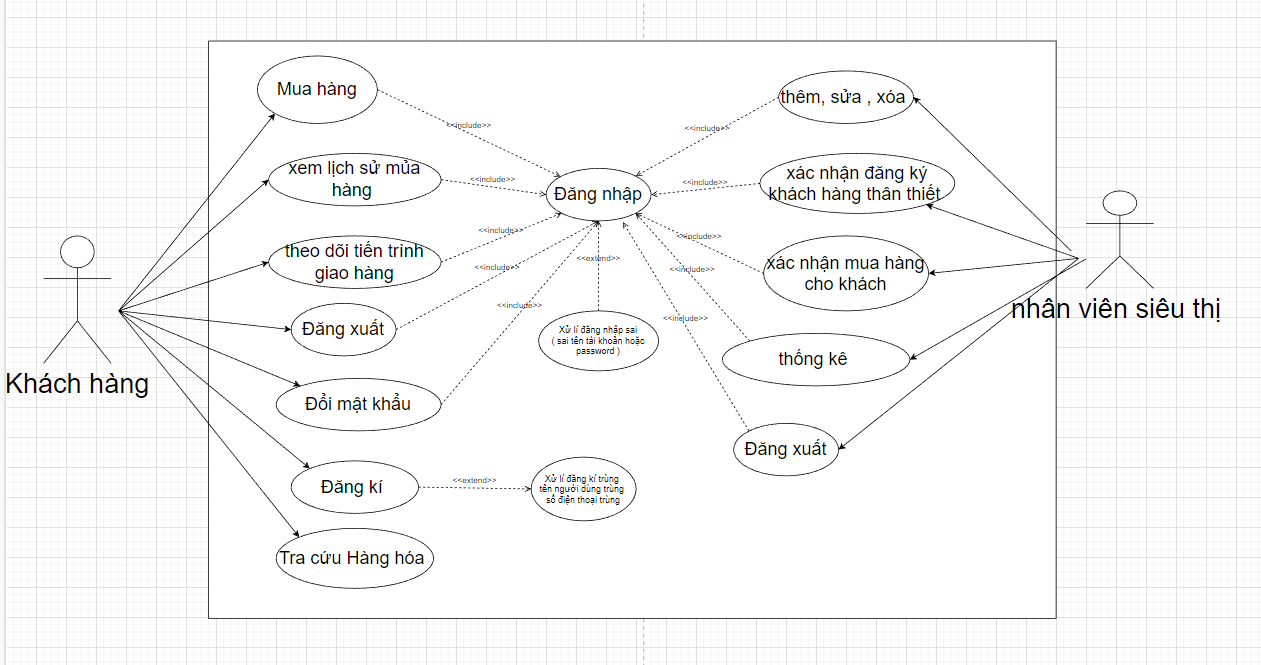 Mua hàng
<<include>>
thêm, sửa , xóa
<<include>>
xem lịch sử mủa
hàng
<<include>>
Đăng nhập
<<include>>
xác nhận đăng ký
khách hàng thân thiết
theo dõi tiến trình
giao hàng
<<include>>
<<include>>
<<extend>>
<<include>>
<<include>>
xác nhận mua hàng
cho khách
nhân viên siêu thị
Đăng xuất
<<include>>
Xử lí đăng nhập sai
( sai tên tài khoản hoặc
password )
<<include>>
thống kê
Khách hàng
Đổi mật khẩu
Đăng xuất
Đăng kí
<<extend>>
Xử lí đăng kí trùng
tên người dùng trùng
số điện thoại trùng
Tra cứu Hàng hóa